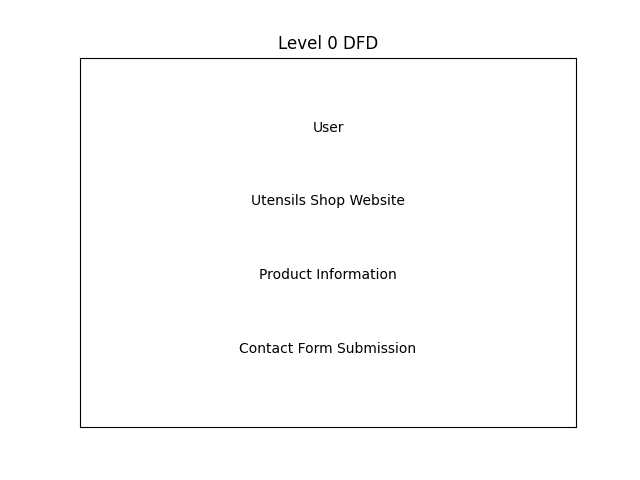 Level 0 DFD
User
Utensils Shop Website
Product Information
Contact Form Submission